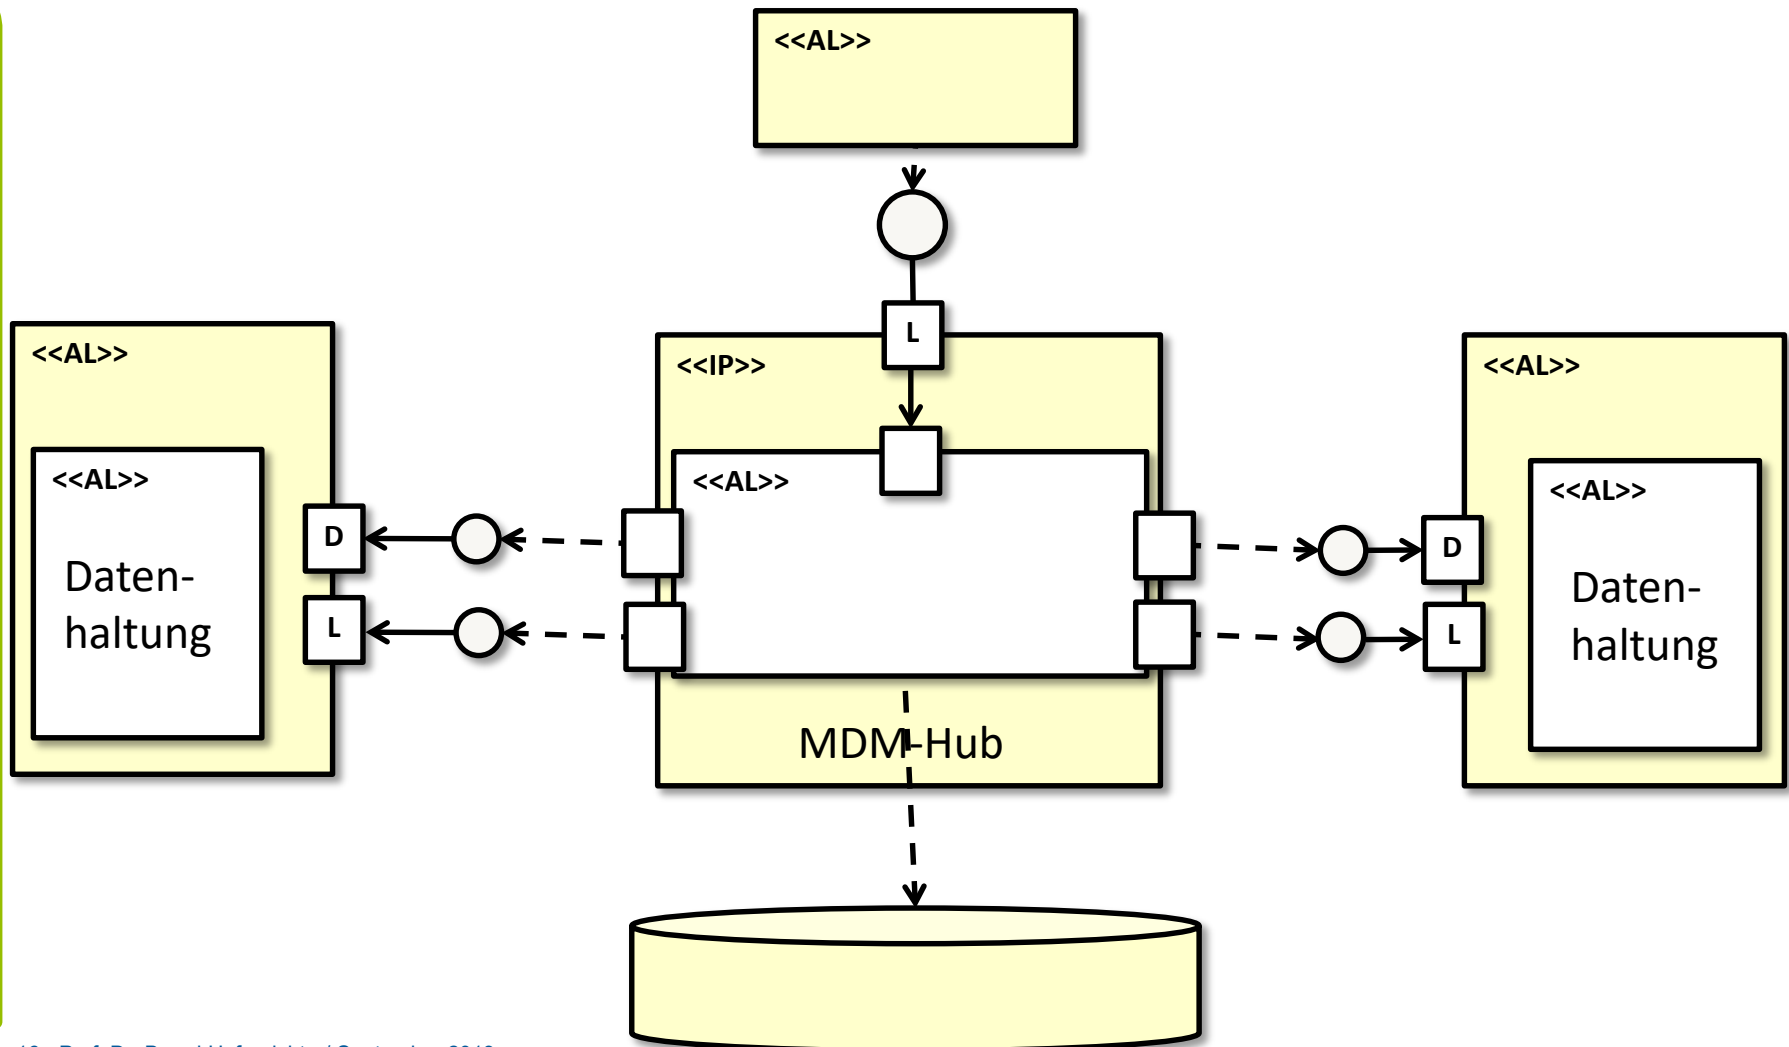 <<AL>>
L
<<AL>>
<<AL>>
Daten-
haltung
D
L
<<IP>>
<<AL>>
MDM-Hub
<<AL>>
<<AL>>
Daten-
haltung
D
L